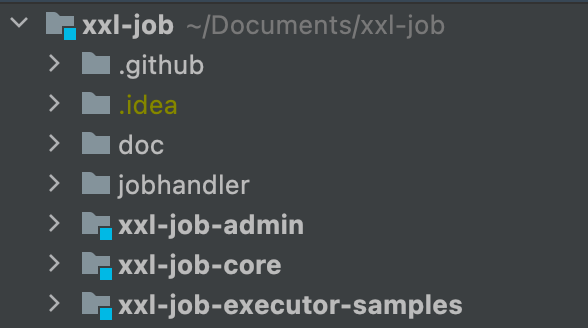 xxl-job ~/Documents/xxl-job
.github
.idea
doc
jobhandler
xxl-job-admin
xxl-job-core
xxl-job-executor-samples